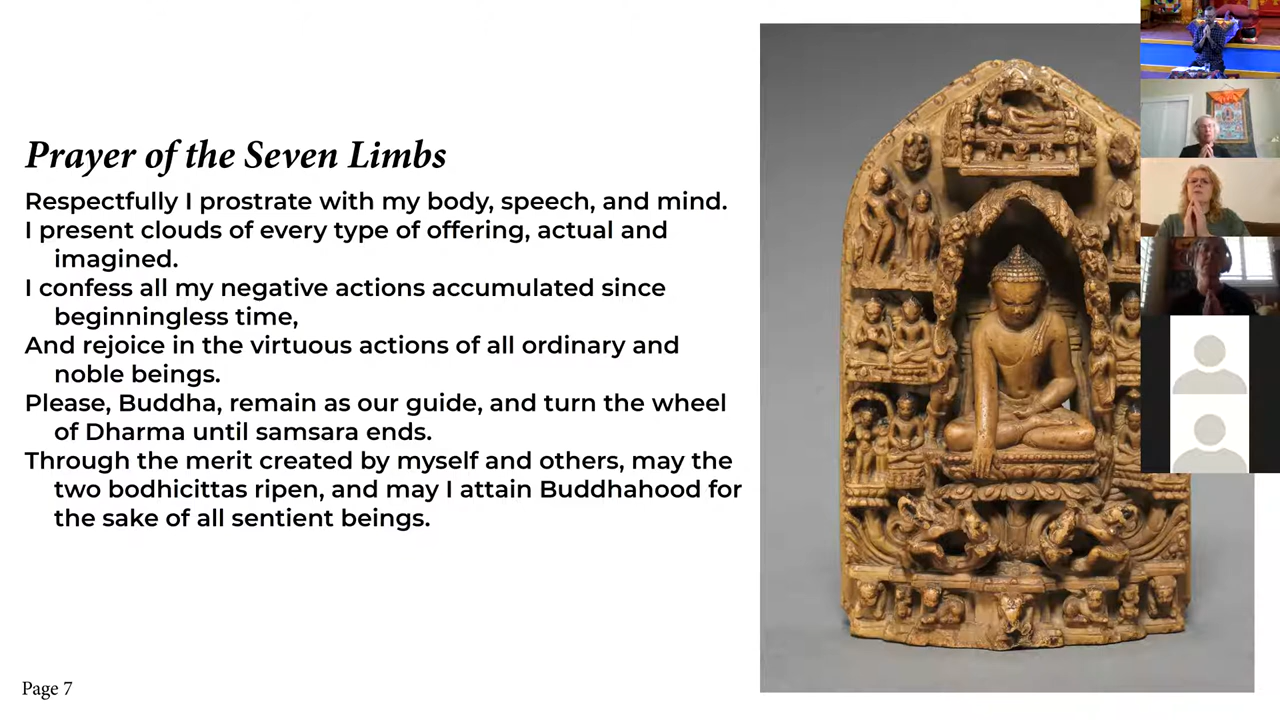 Prayer of the Seven Limbs
Respectfully I prostrate with my body, speech, and mind.
I present clouds of every type of offering, actual and
imagined.
I confess all my negative actions accumulated since
beginningless time,
And rejoice in the virtuous actions of all ordinary and
noble beings.
Please, Buddha, remain as our guide, and turn the wheel
of Dharma until samsara ends.
Through the merit created by myself and others, may the
two bodhicittas ripen, and may I attain Buddhahood for
the sake of all sentient beings.
Page 7